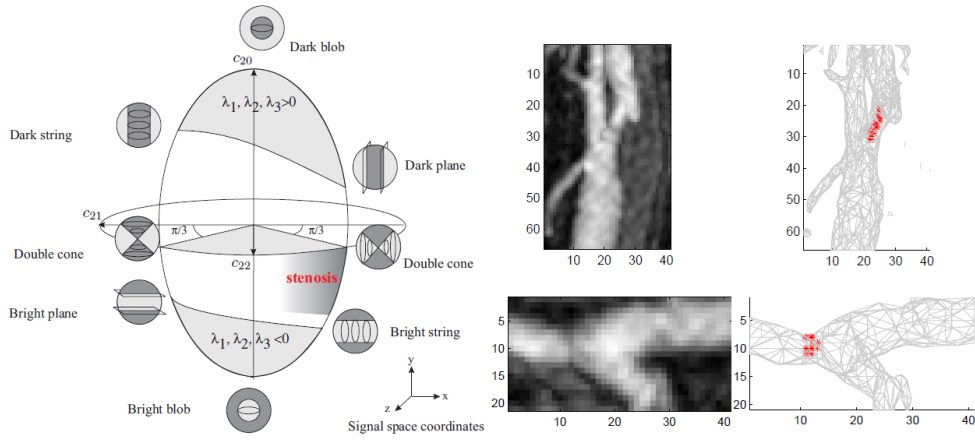 Dark blob
c20
λ1, λ2, λ3>0
Dark string
Dark plane
c21
π/3
π/3
Double cone
c22
Double cone
stenosis
Bright plane
Bright string
λ1, λ2, λ3 <0
y
x
z
Bright blob
Signal space coordinates
10
20
30
40
50
60
10 20 30 40
10
20
30
40
50
60
10 20 30 40
5
10
15
20
10 20 30 40
5
10
15
20
10 20 30 40